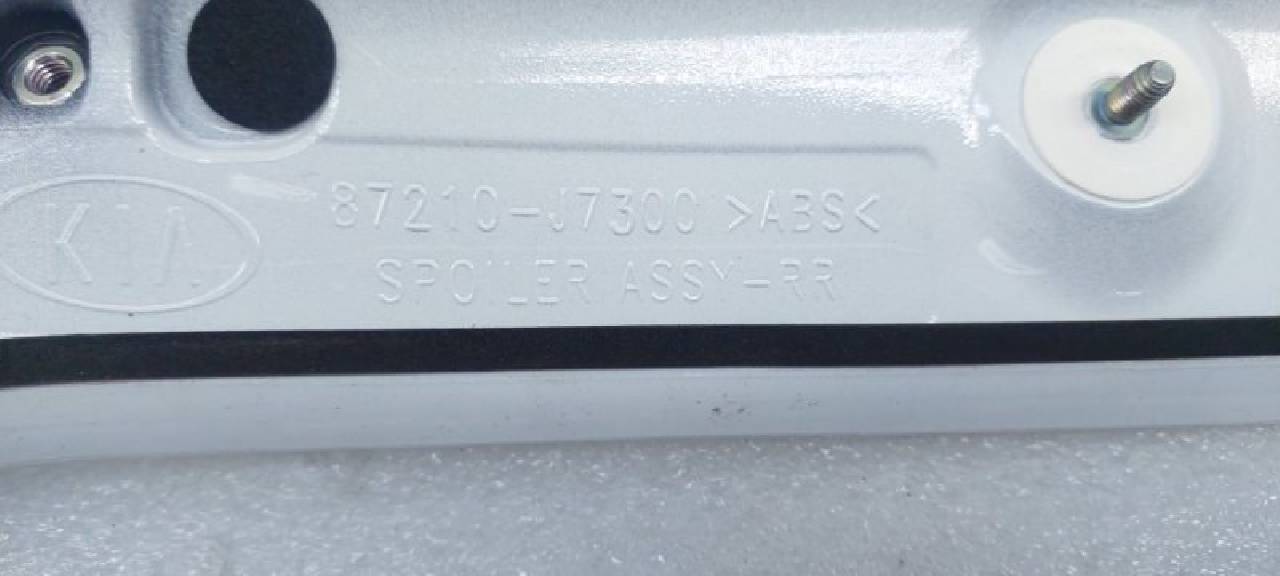 KIA
87210-J7300 >ABS<
SPOILER ASSY-RR